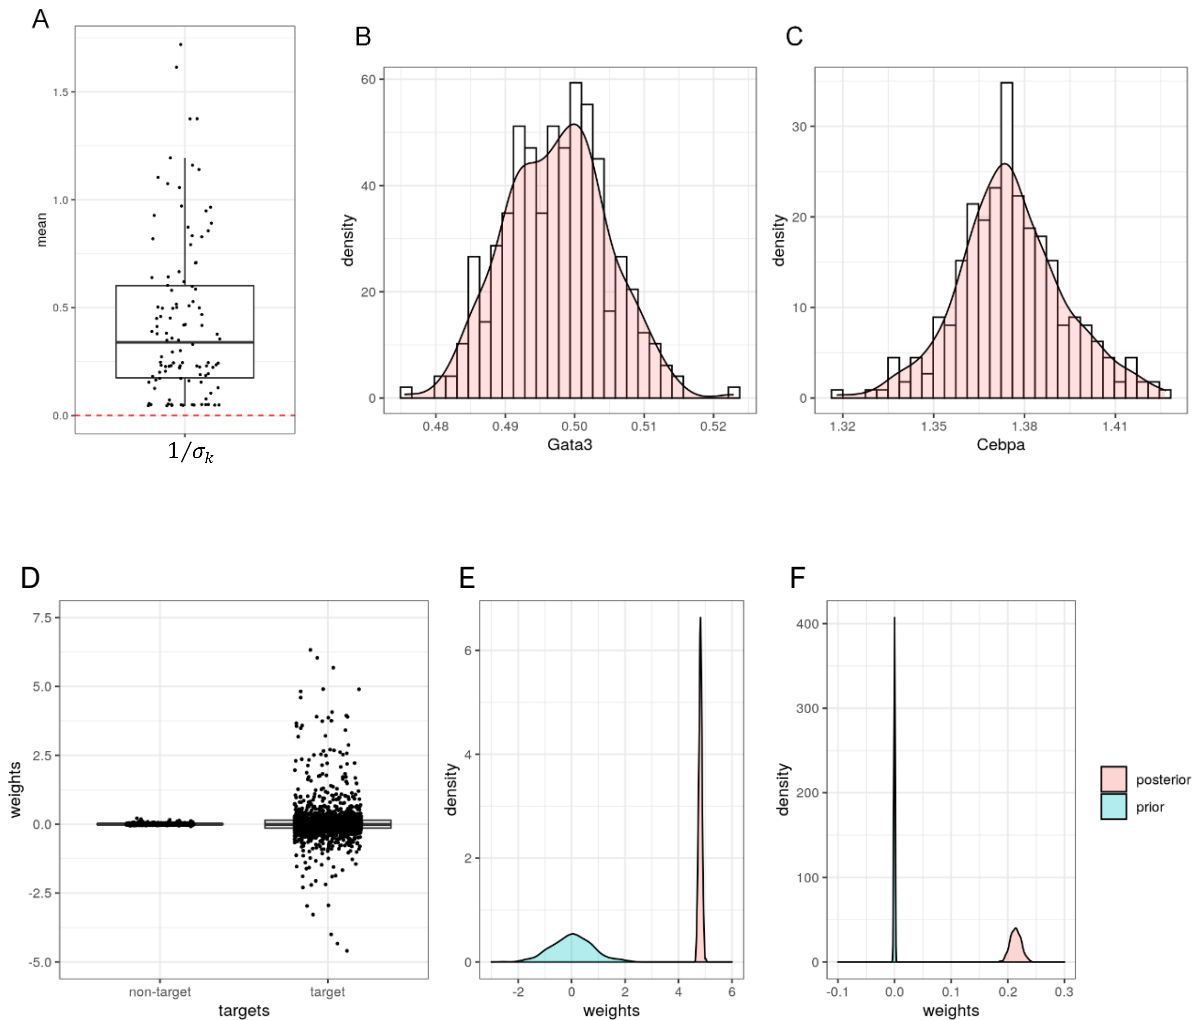 A
mean
1.5
1.0
0.5
0.0
1/σₖ
B
density
60
40
20
0
0.48 0.49 0.50 0.51 0.52
Gata3
C
density
30
20
10
0
1.32 1.35 1.38 1.41
Cebpa
D
weights
7.5
5.0
2.5
0.0
-2.5
-5.0
non-target target
targets
E
density
6
4
2
0
-2 0 2 4 6
weights
F
density
400
300
200
100
0
-0.1 0.0 0.1 0.2 0.3
weights
posterior
prior